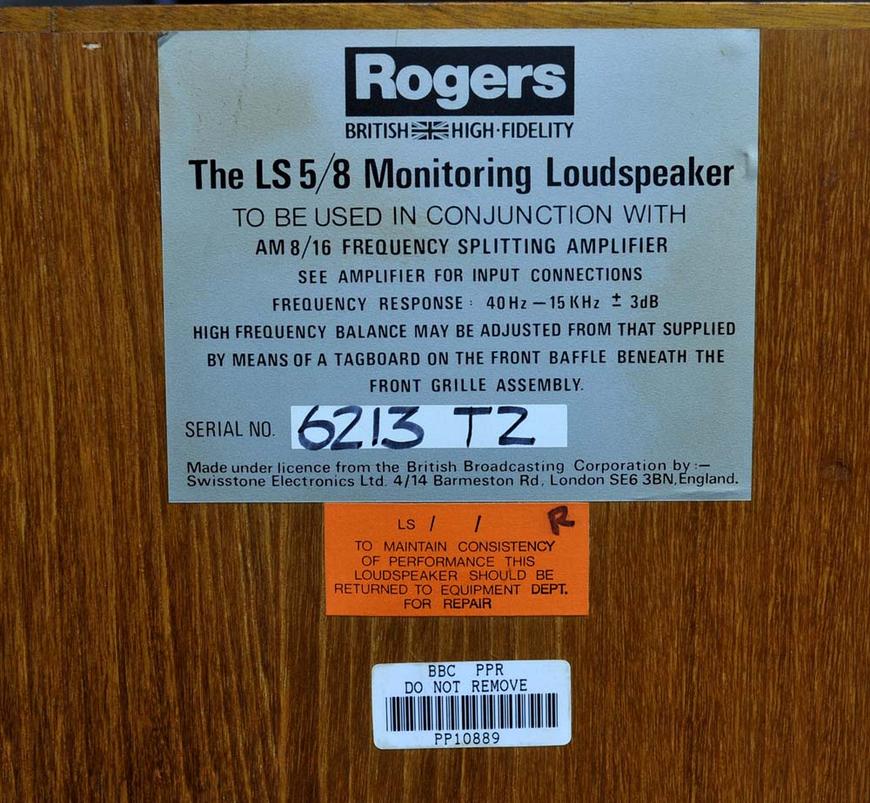 Rogers
BRITISH HIGH·FIDELITY
The LS 5/8 Monitoring Loudspeaker
TO BE USED IN CONJUNCTION WITH
AM 8/16 FREQUENCY SPLITTING AMPLIFIER
SEE AMPLIFIER FOR INPUT CONNECTIONS
FREQUENCY RESPONSE : 40Hz — 15KHz ± 3dB
HIGH FREQUENCY BALANCE MAY BE ADJUSTED FROM THAT SUPPLIED
BY MEANS OF A TAGBOARD ON THE FRONT BAFFLE BENEATH THE
FRONT GRILLE ASSEMBLY.
SERIAL NO. 6213 T2
Made under licence from the British Broadcasting Corporation by :—
Swisstone Electronics Ltd. 4/14 Barmeston Rd, London SE6 3BN, England.
LS / / R
TO MAINTAIN CONSISTENCY
OF PERFORMANCE THIS
LOUDSPEAKER SHOULD BE
RETURNED TO EQUIPMENT DEPT.
FOR REPAIR
BBC PPR
DO NOT REMOVE
PP10889